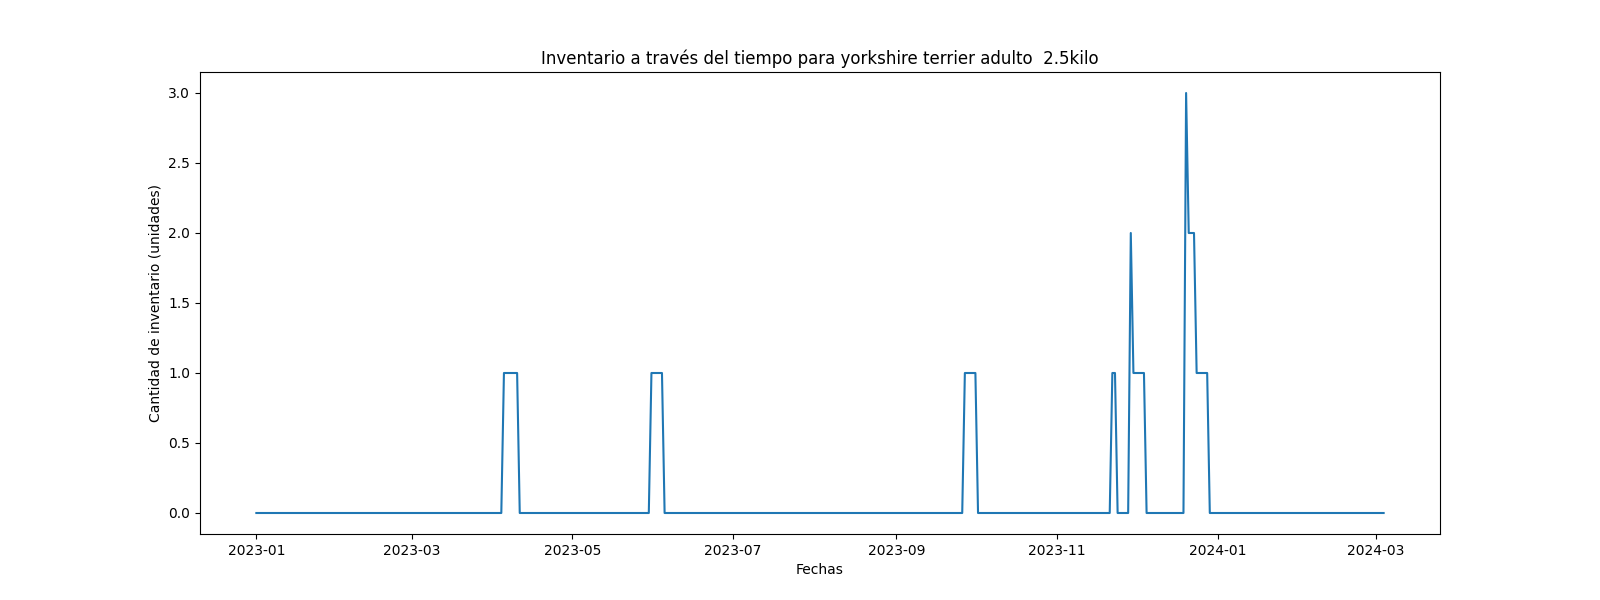 Inventario a través del tiempo para yorkshire terrier adulto  2.5kilo
3.0
2.5
2.0
1.5
1.0
0.5
0.0
Cantidad de inventario (unidades)
2023-01 2023-03 2023-05 2023-07 2023-09 2023-11 2024-01 2024-03
Fechas